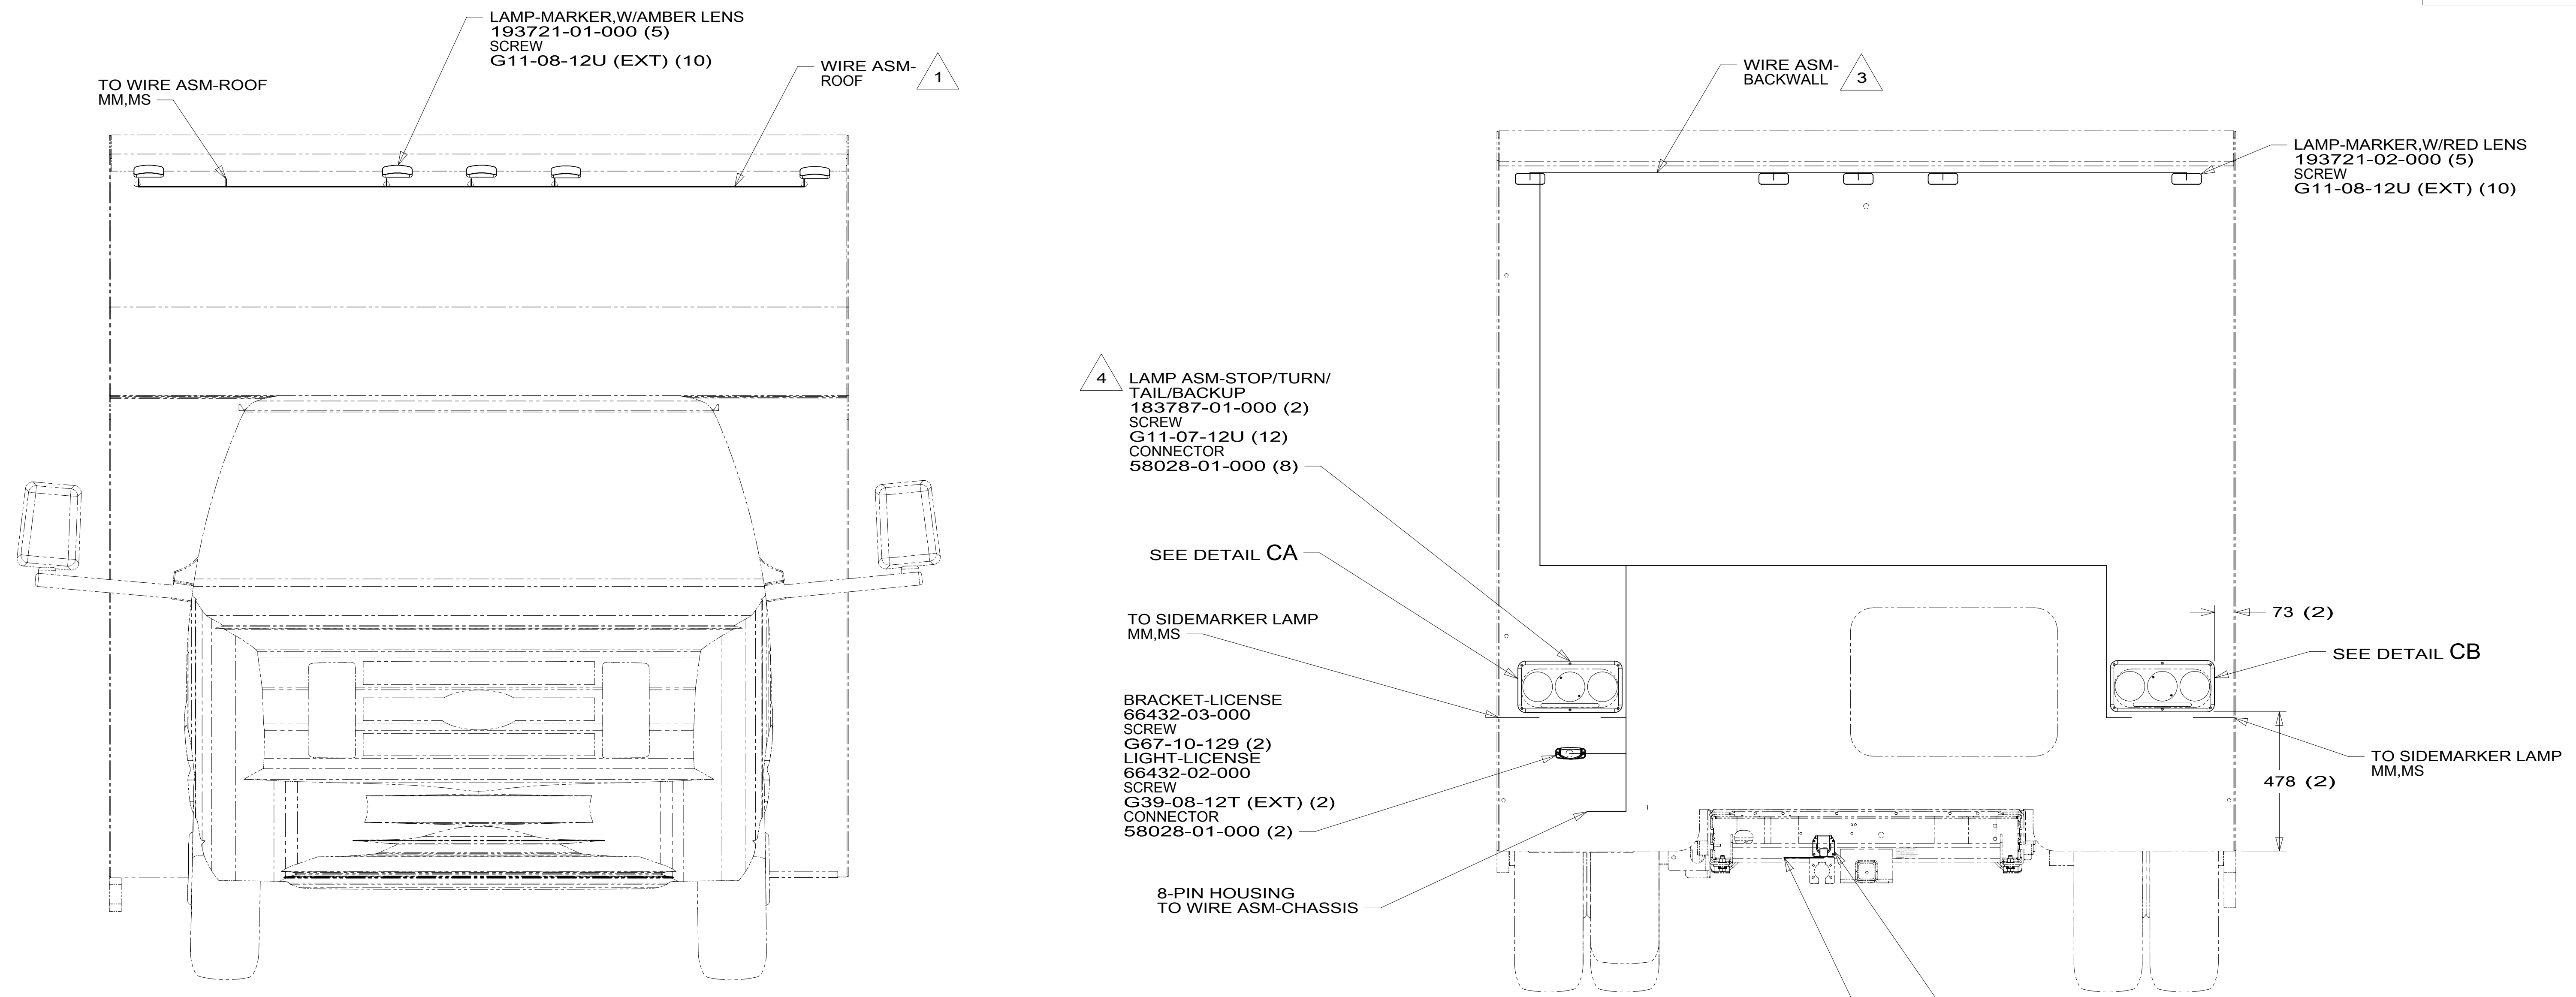 LAMP-MARKER,W/AMBER LENS
193721-01-000 (5)
SCREW
G11-08-12U (EXT) (10)
TO WIRE ASM-ROOF
MM,MS
WIRE ASM-
ROOF
1
WIRE ASM-
BACKWALL
3
LAMP-MARKER,W/RED LENS
193721-02-000 (5)
SCREW
G11-08-12U (EXT) (10)
4
LAMP ASM-STOP/TURN/
TAIL/BACKUP
183787-01-000 (2)
SCREW
G11-07-12U (12)
CONNECTOR
58028-01-000 (8)
SEE DETAIL CA
TO SIDEMARKER LAMP
MM,MS
BRACKET-LICENSE
66432-03-000
SCREW
G67-10-129 (2)
LIGHT-LICENSE
66432-02-000
SCREW
G39-08-12T (EXT) (2)
CONNECTOR
58028-01-000 (2)
8-PIN HOUSING
TO WIRE ASM-CHASSIS
73 (2)
SEE DETAIL CB
TO SIDEMARKER LAMP
MM,MS
478 (2)